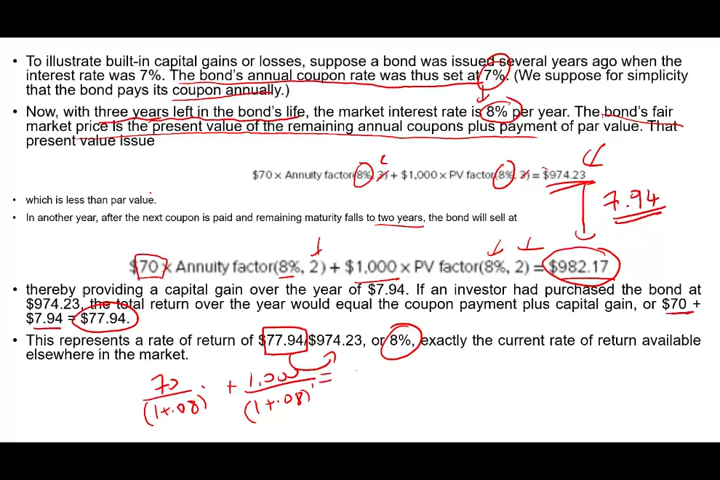 • To illustrate built-in capital gains or losses, suppose a bond was issued several years ago when the
interest rate was 7%. The bond's annual coupon rate was thus set at 7%. (We suppose for simplicity
that the bond pays its coupon annually.)
• Now, with three years left in the bond's life, the market interest rate is 8% per year. The bond's fair
market price is the present value of the remaining annual coupons plus payment of par value. That
present value issue
$70 × Annuity factor(8%, 3) + $1,000 × PV factor(8%, 3) = $974.23
7.94
• which is less than par value.
• In another year, after the next coupon is paid and remaining maturity falls to two years, the bond will sell at
$70 × Annuity factor(8%, 2) + $1,000 × PV factor(8%, 2) = $982.17
• thereby providing a capital gain over the year of $7.94. If an investor had purchased the bond at
$974.23, the total return over the year would equal the coupon payment plus capital gain, or $70 +
$7.94 = $77.94.
• This represents a rate of return of $77.94/$974.23, or 8%, exactly the current rate of return available
elsewhere in the market.
70 + 1,000 =
(1+.08) (1+.08)